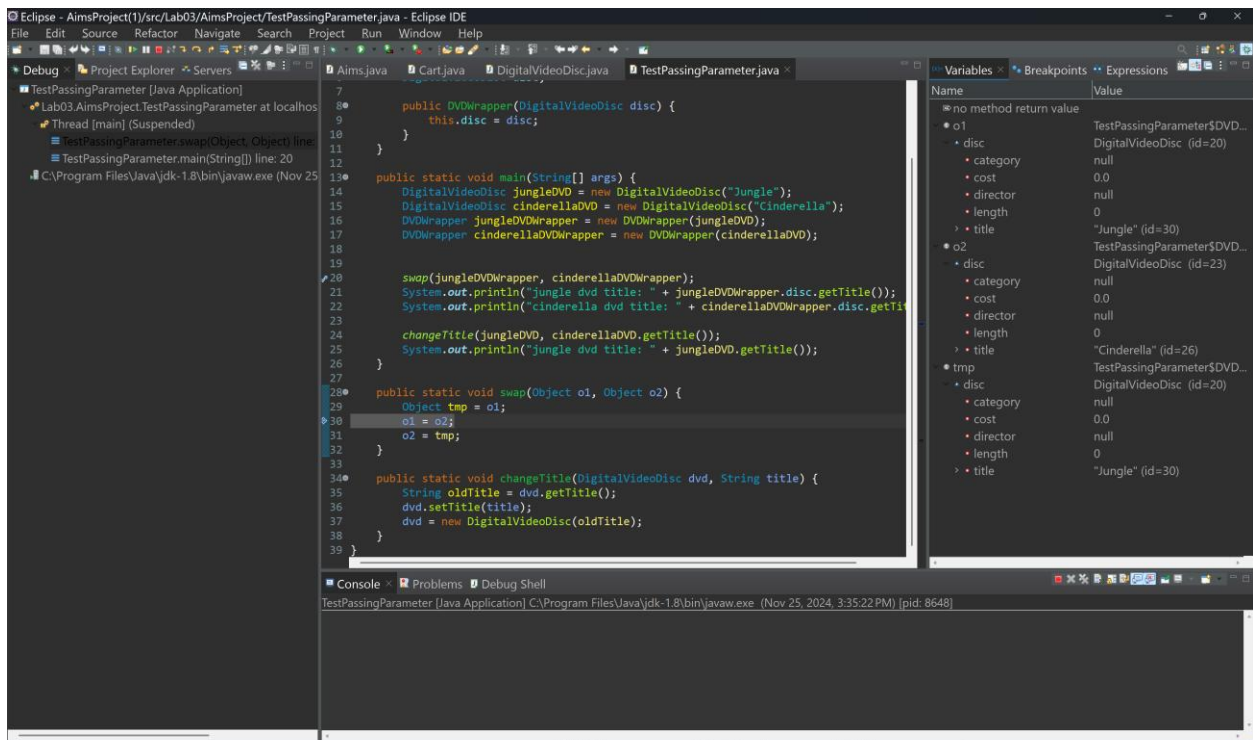 Eclipse - AimsProject(1)/src/Lab03/AimsProject/TestPassingParameter.java - Eclipse IDE
File Edit Source Refactor Navigate Search Project Run Window Help
Debug Project Explorer Servers
TestPassingParameter [Java Application]
Lab03.AimsProject.TestPassingParameter at localhos
Thread [main] (Suspended)
TestPassingParameter.swap(Object, Object) line:
TestPassingParameter.main(String[]) line: 20
C:\Program Files\Java\jdk-1.8\bin\javaw.exe (Nov 25
Aims.java Cart.java DigitalVideoDisc.java TestPassingParameter.java
7
8 public DVDWrapper(DigitalVideoDisc disc) {
9 this.disc = disc;
10 }
11 }
12
13 public static void main(String[] args) {
14 DigitalVideoDisc jungleDVD = new DigitalVideoDisc("Jungle");
15 DigitalVideoDisc cinderellaDVD = new DigitalVideoDisc("Cinderella");
16 DVDWrapper jungleDVDWrapper = new DVDWrapper(jungleDVD);
17 DVDWrapper cinderellaDVDWrapper = new DVDWrapper(cinderellaDVD);
18
19
20 swap(jungleDVDWrapper, cinderellaDVDWrapper);
21 System.out.println("jungle dvd title: " + jungleDVDWrapper.disc.getTitle());
22 System.out.println("cinderella dvd title: " + cinderellaDVDWrapper.disc.getTit
23
24 changeTitle(jungleDVD, cinderellaDVD.getTitle());
25 System.out.println("jungle dvd title: " + jungleDVD.getTitle());
26 }
27
28 public static void swap(Object o1, Object o2) {
29 Object tmp = o1;
30 o1 = o2;
31 o2 = tmp;
32 }
33
34 public static void changeTitle(DigitalVideoDisc dvd, String title) {
35 String oldTitle = dvd.getTitle();
36 dvd.setTitle(title);
37 dvd = new DigitalVideoDisc(oldTitle);
38 }
39 }
Variables Breakpoints Expressions
Name Value
no method return value
o1 TestPassingParameter$DVD...
disc DigitalVideoDisc (id=20)
category null
cost 0.0
director null
length 0
title "Jungle" (id=30)
o2 TestPassingParameter$DVD...
disc DigitalVideoDisc (id=23)
category null
cost 0.0
director null
length 0
title "Cinderella" (id=26)
tmp TestPassingParameter$DVD...
disc DigitalVideoDisc (id=20)
category null
cost 0.0
director null
length 0
title "Jungle" (id=30)
Console Problems Debug Shell
TestPassingParameter [Java Application] C:\Program Files\Java\jdk-1.8\bin\javaw.exe (Nov 25, 2024, 3:35:22 PM) [pid: 8648]